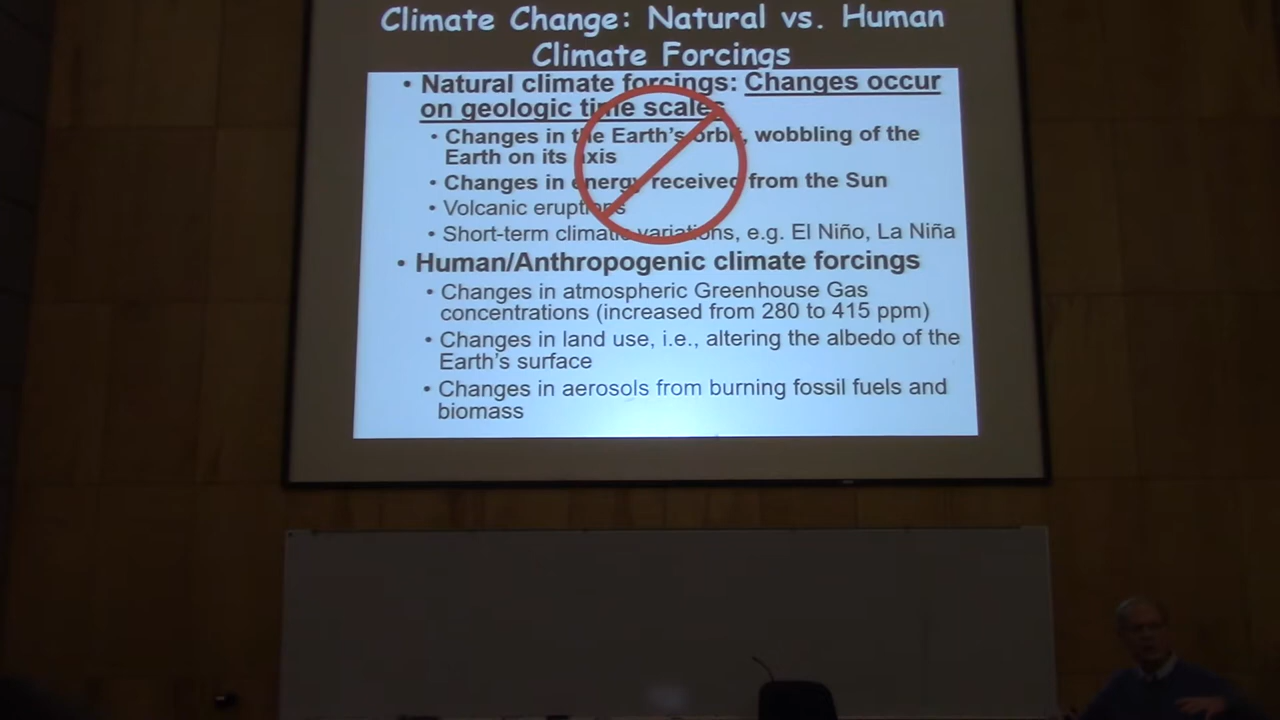 Climate Change: Natural vs. Human
Climate Forcings
• Natural climate forcings: Changes occur
on geologic time scales
• Changes in the Earth's orbit, wobbling of the
Earth on its axis
• Changes in energy received from the Sun
• Volcanic eruptions
• Short-term climatic variations, e.g. El Niño, La Niña
• Human/Anthropogenic climate forcings
• Changes in atmospheric Greenhouse Gas
concentrations (increased from 280 to 415 ppm)
• Changes in land use, i.e., altering the albedo of the
Earth's surface
• Changes in aerosols from burning fossil fuels and
biomass